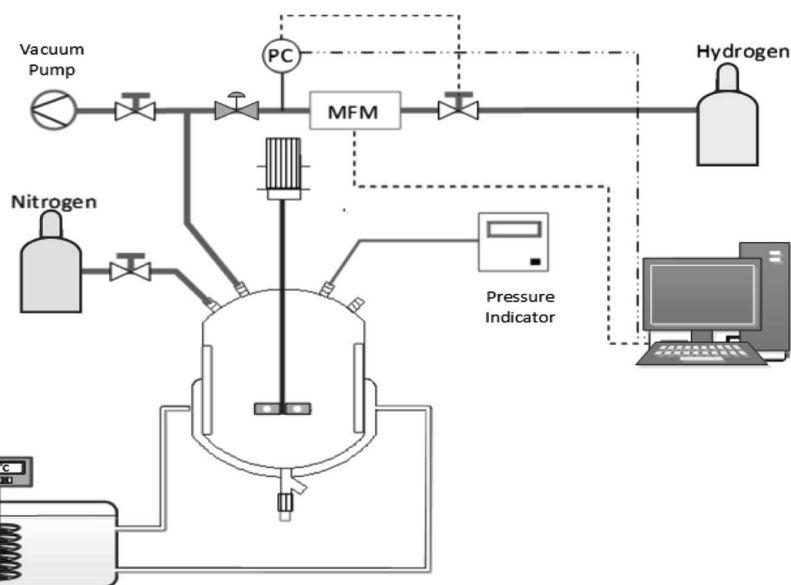 Vacuum
Pump
PC
Hydrogen
MFM
Nitrogen
Pressure
Indicator
°C